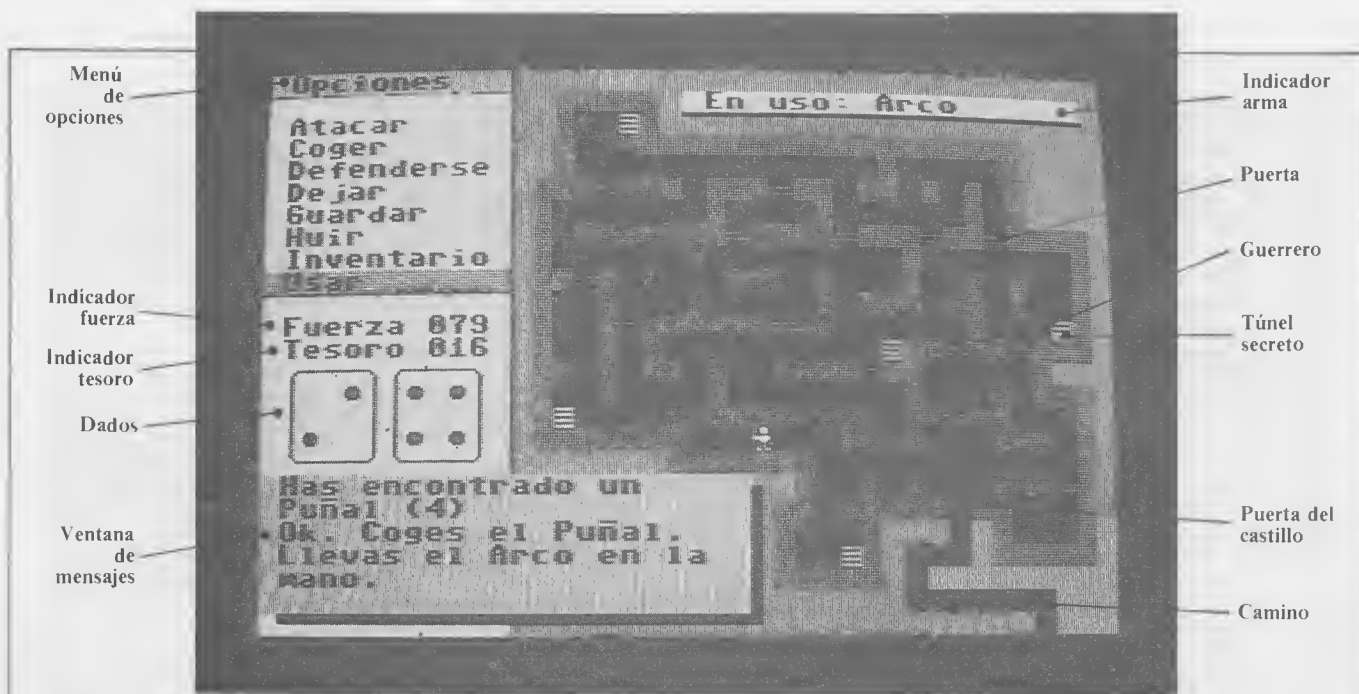 Menú
de
opciones
Indicador
fuerza
Indicador
tesoro
Dados
Ventana
de
mensajes
Opciones
Atacar
Coger
Defenderse
Dejar
Guardar
Huir
Inventario
Usar
Fuerza 079
Tesoro 016
Has encontrado un
Puñal (4)
Ok. Coges el Puñal.
Llevas el Arco en la
mano.
En uso: Arco
Indicador
arma
Puerta
Guerrero
Túnel
secreto
Puerta del
castillo
Camino